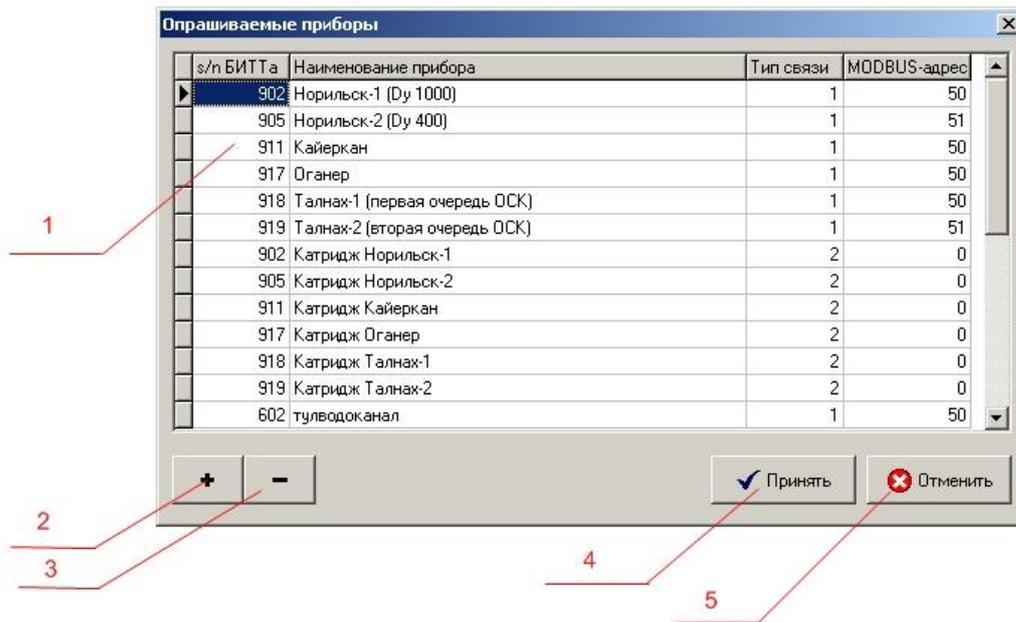 Опрашиваемые приборы
s/n БИТТа Наименование прибора Тип связи MODBUS-адрес
902 Норильск-1 (Dy 1000) 1 50
905 Норильск-2 (Dy 400) 1 51
911 Кайеркан 1 50
917 Оганер 1 50
918 Талнах-1 (первая очередь ОСК) 1 50
919 Талнах-2 (вторая очередь ОСК) 1 51
902 Катридж Норильск-1 2 0
905 Катридж Норильск-2 2 0
911 Катридж Кайеркан 2 0
917 Катридж Оганер 2 0
918 Катридж Талнах-1 2 0
919 Катридж Талнах-2 2 0
602 тулводоканал 1 50
+ − Принять Отменить
1
2
3
4
5